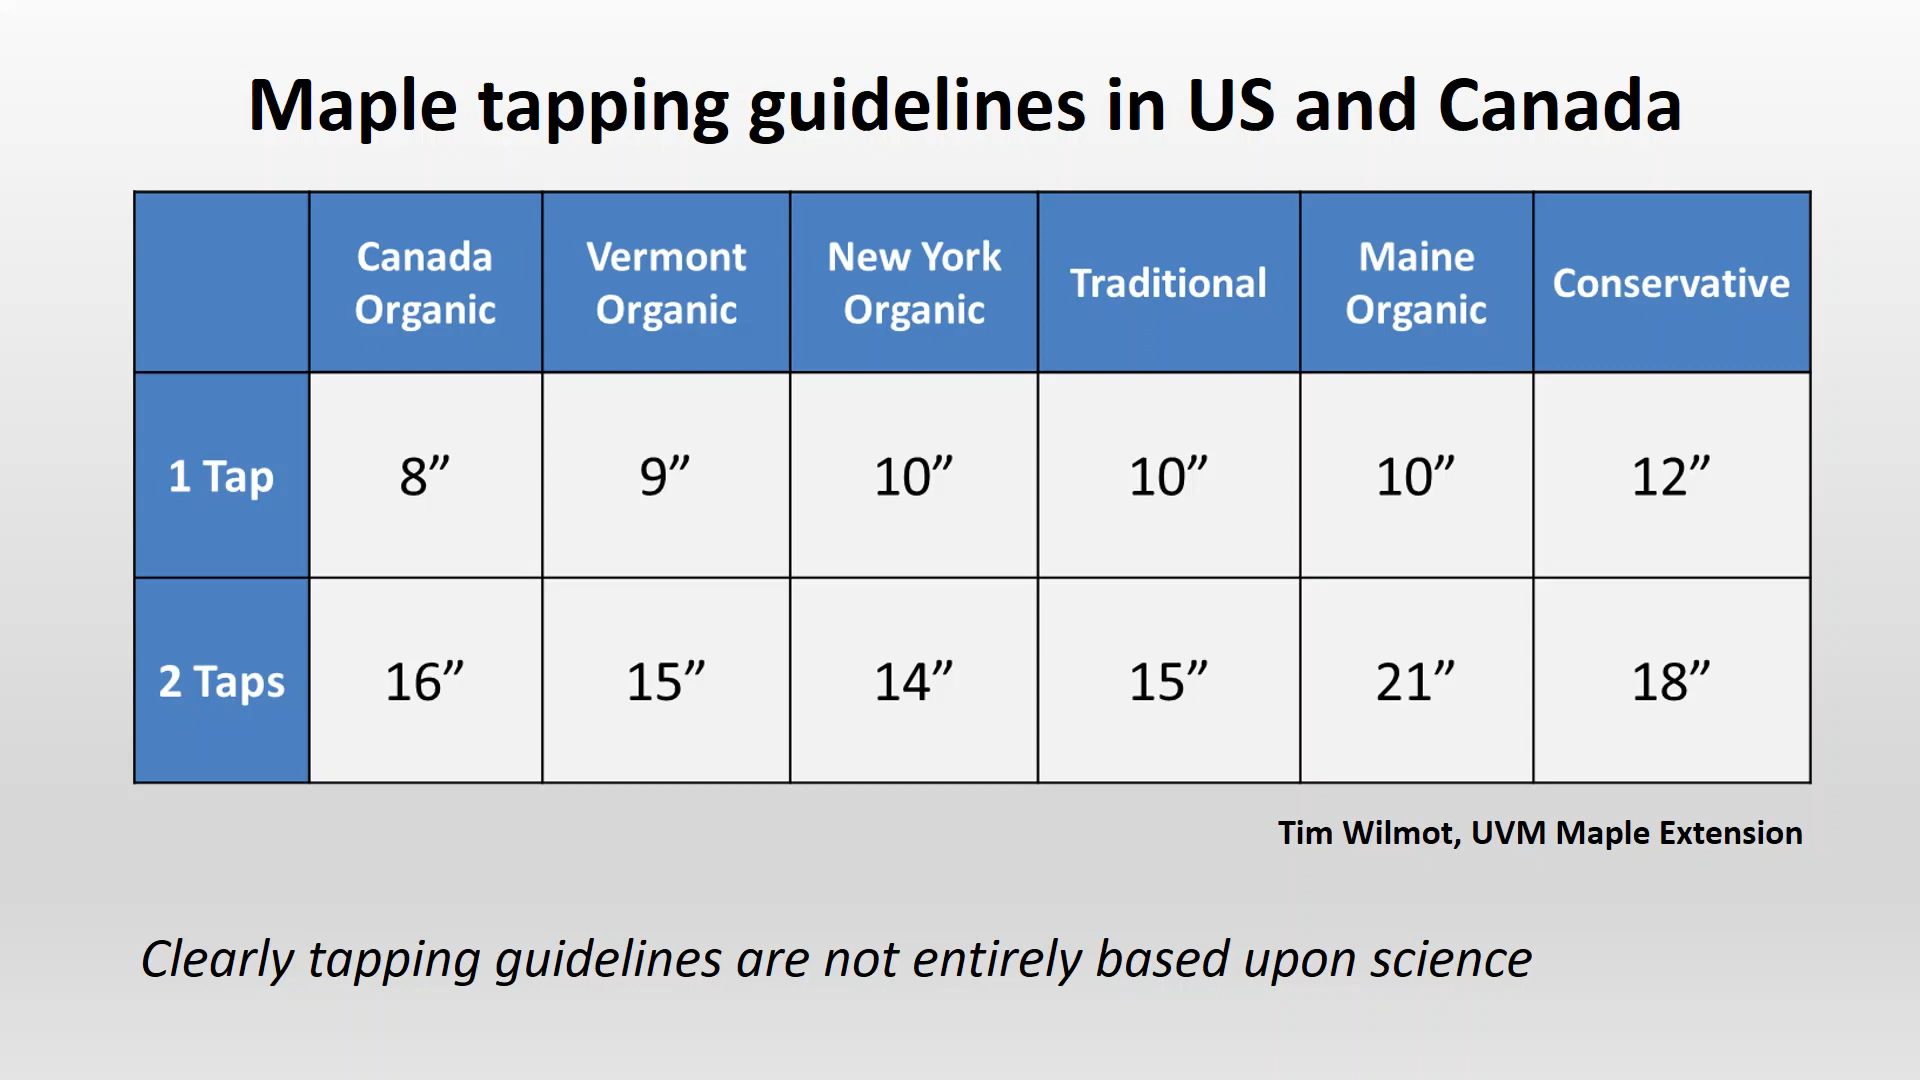 Maple tapping guidelines in US and Canada
Canada Organic | Vermont Organic | New York Organic | Traditional | Maine Organic | Conservative
1 Tap | 8” | 9” | 10” | 10” | 10” | 12”
2 Taps | 16” | 15” | 14” | 15” | 21” | 18”
Tim Wilmot, UVM Maple Extension
Clearly tapping guidelines are not entirely based upon science